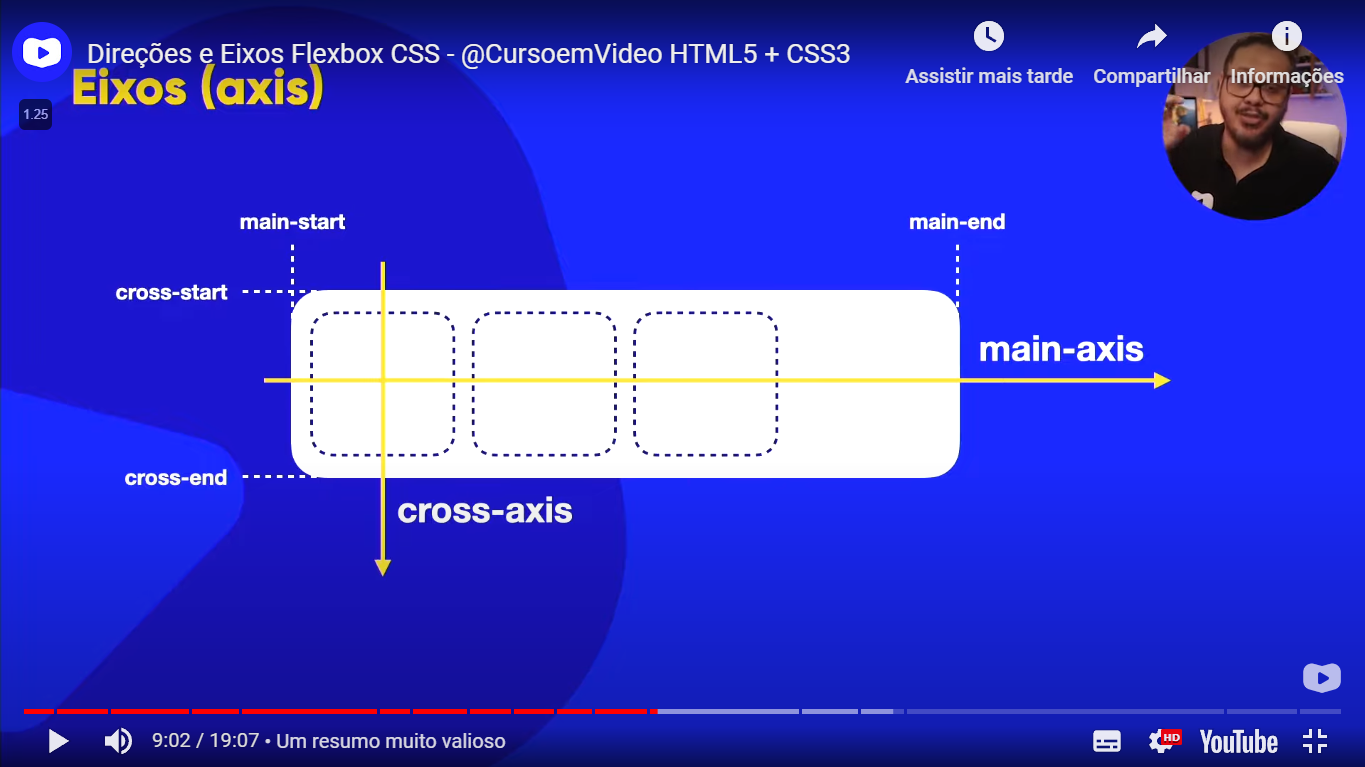 Direções e Eixos Flexbox CSS - @CursoemVideo HTML5 + CSS3
Assistir mais tarde
Compartilhar
Informações
Eixos (axis)
1.25
main-start
main-end
cross-start
main-axis
cross-end
cross-axis
9:02 / 19:07 • Um resumo muito valioso
HD
YouTube